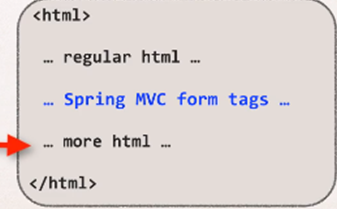 <html>
… regular html …
… Spring MVC form tags …
… more html …
</html>